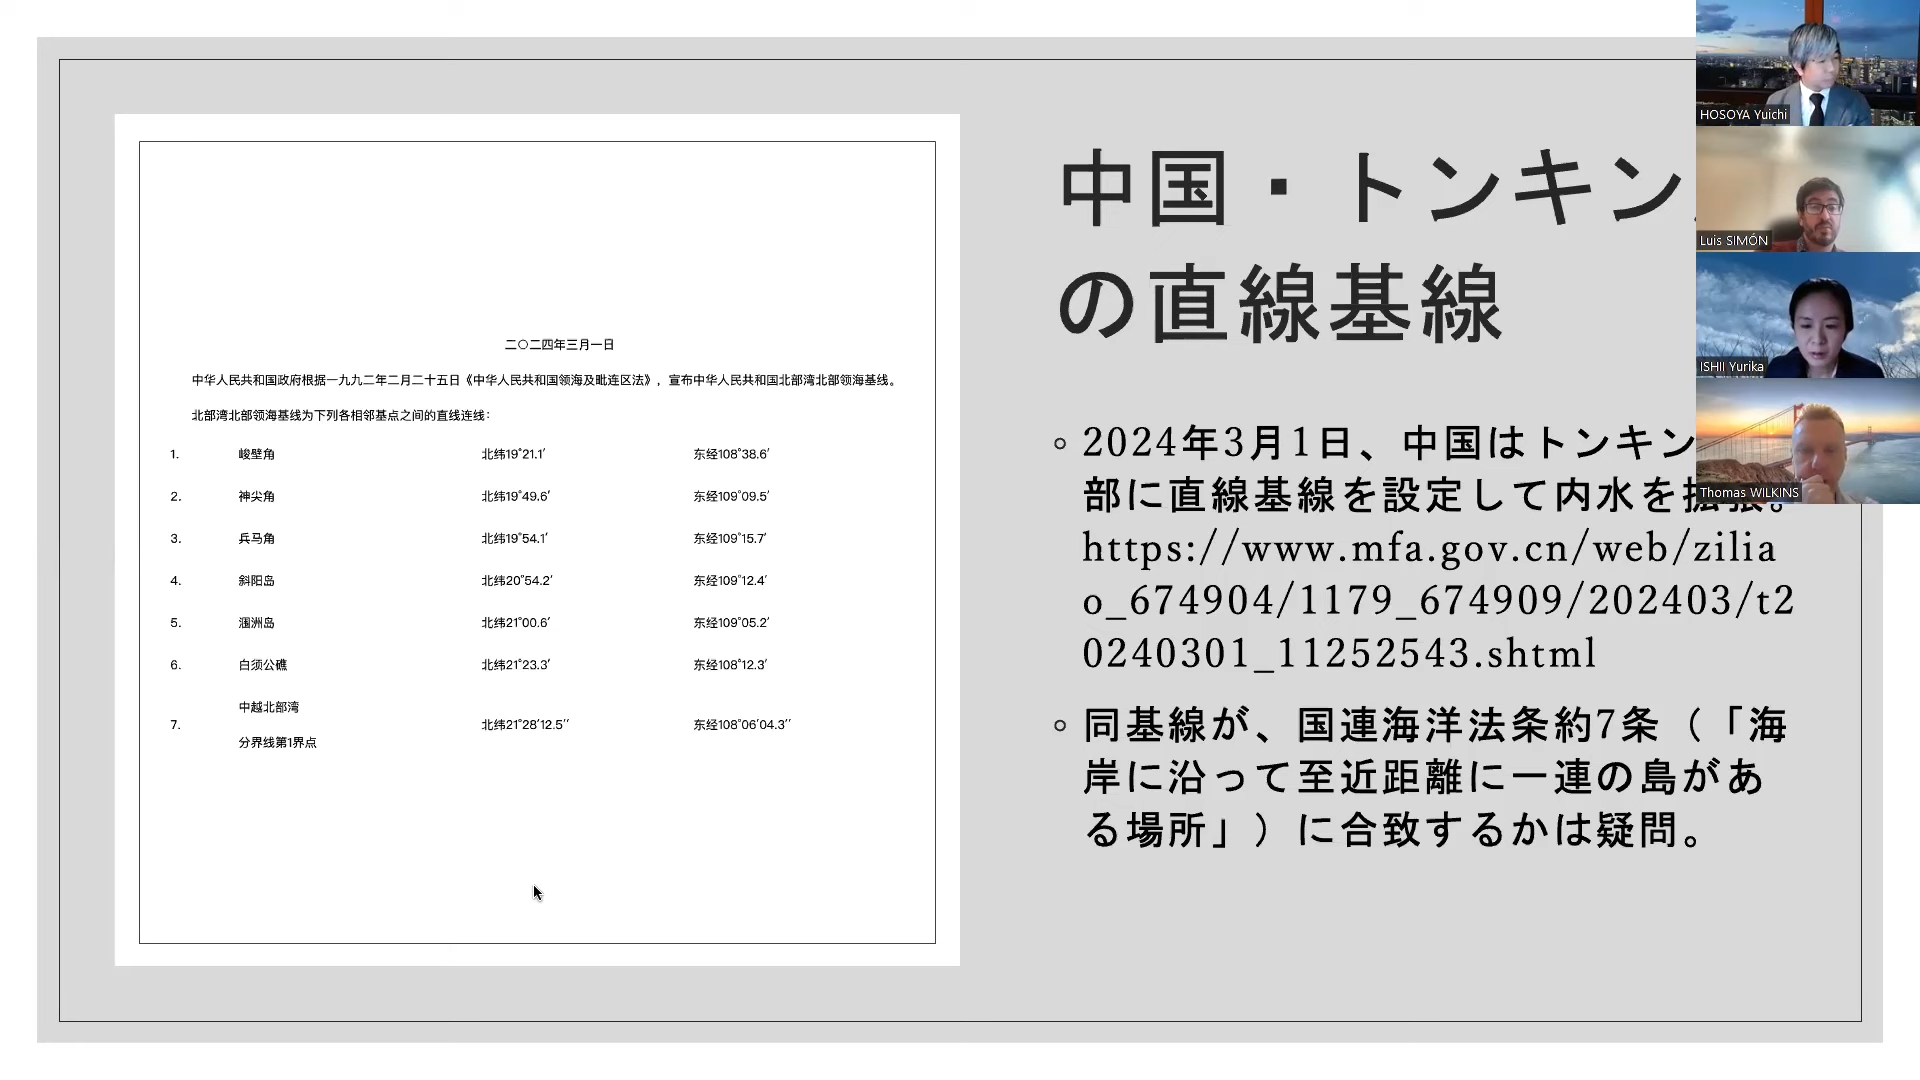 二〇二四年三月一日
中华人民共和国政府根据一九九二年二月二十五日《中华人民共和国领海及毗连区法》，宣布中华人民共和国北部湾北部领海基线。
北部湾北部领海基线为下列各相邻基点之间的直线连线：
1. 峻壁角 北纬19°21.1′ 东经108°38.6′
2. 神尖角 北纬19°49.6′ 东经109°09.5′
3. 兵马角 北纬19°54.1′ 东经109°15.7′
4. 斜阳岛 北纬20°54.2′ 东经109°12.4′
5. 涠洲岛 北纬21°00.6′ 东经109°05.2′
6. 白须公礁 北纬21°23.3′ 东经108°12.3′
中越北部湾
7. 北纬21°28′12.5′′ 东经108°06′04.3′′
分界线第1界点
中国・トンキン
の直線基線
2024年3月1日、中国はトンキン
部に直線基線を設定して内水を拡張。
https://www.mfa.gov.cn/web/zilia
o_674904/1179_674909/202403/t2
0240301_11252543.shtml
同基線が、国連海洋法条約7条（「海
岸に沿って至近距離に一連の島があ
る場所」）に合致するかは疑問。
HOSOYA Yuichi
Luis SIMÓN
ISHII Yurika
Thomas WILKINS